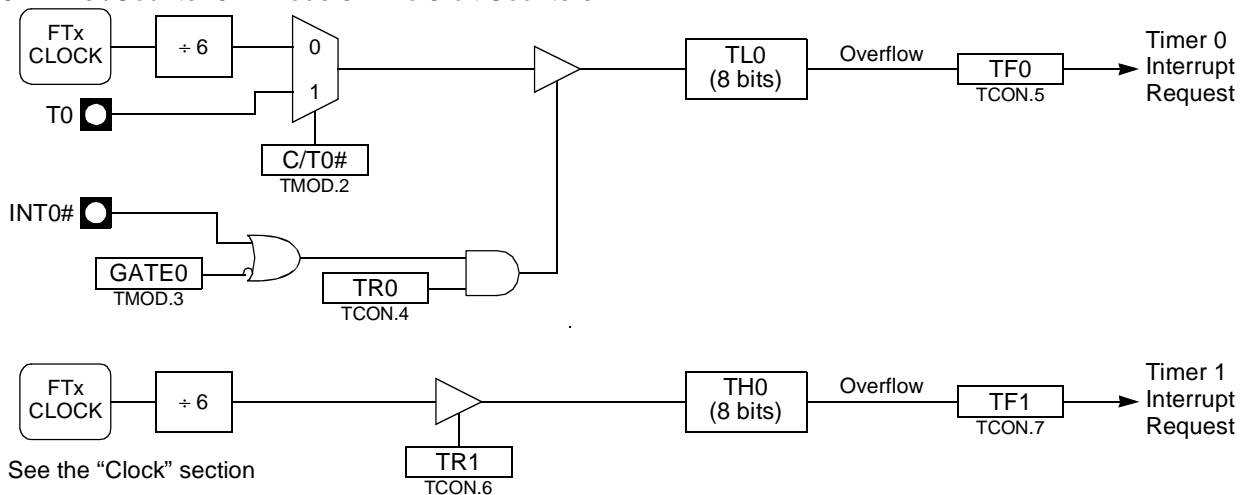 FTx
CLOCK
÷ 6
0
1
T0
C/T0#
TMOD.2
TL0
(8 bits)
Overflow
TF0
TCON.5
Timer 0
Interrupt
Request
INT0#
GATE0
TMOD.3
TR0
TCON.4
FTx
CLOCK
÷ 6
TR1
TCON.6
TH0
(8 bits)
Overflow
TF1
TCON.7
Timer 1
Interrupt
Request
See the “Clock” section